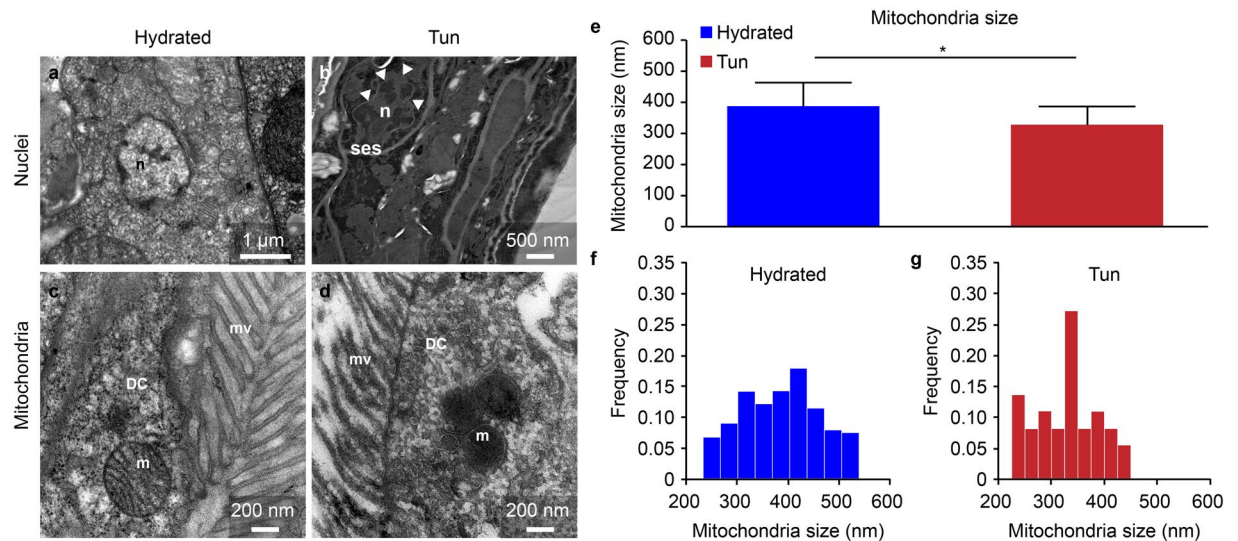 Hydrated
Tun
Nuclei
a
n
1 µm
b
n
ses
500 nm
Mitochondria
c
mv
DC
m
200 nm
d
mv
DC
m
200 nm
e
Mitochondria size
Hydrated
Tun
*
Mitochondria size (nm)
600
500
400
300
200
100
0
f
Hydrated
Frequency
0.35
0.30
0.25
0.20
0.15
0.10
0.05
0
200 300 400 500 600
Mitochondria size (nm)
g
Tun
Frequency
0.35
0.30
0.25
0.20
0.15
0.10
0.05
0
200 300 400 500 600
Mitochondria size (nm)